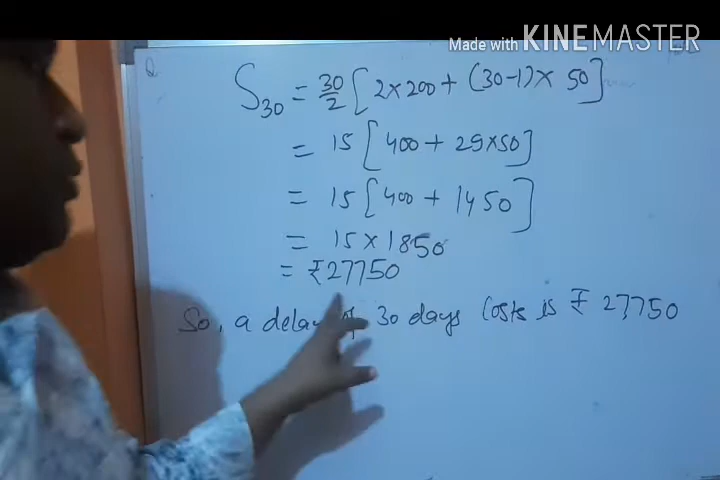 Made with KINEMASTER
Q
S₃₀ = 30/2 [2×200 + (30-1)× 50]
= 15 [400 + 29×50]
= 15 [400 + 1450]
= 15 × 1850
= ₹27750
So, a delay of 30 days Costs is ₹ 27750